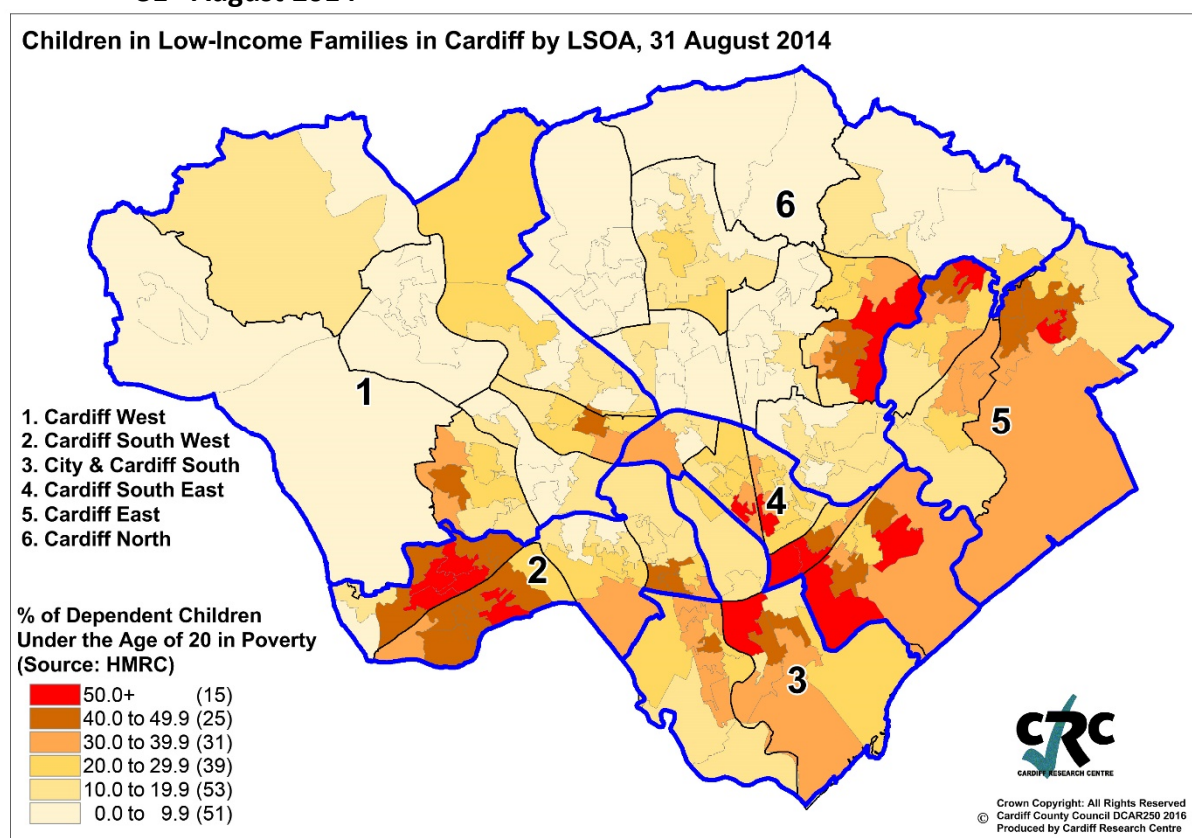 Children in Low-Income Families in Cardiff by LSOA, 31 August 2014
6
1
5
1. Cardiff West
2. Cardiff South West
3. City & Cardiff South
4. Cardiff South East
5. Cardiff East
6. Cardiff North
4
2
% of Dependent Children
Under the Age of 20 in Poverty
(Source: HMRC)
3
50.0+ (15)
40.0 to 49.9 (25)
30.0 to 39.9 (31)
20.0 to 29.9 (39)
10.0 to 19.9 (53)
0.0 to 9.9 (51)
CRC
CARDIFF RESEARCH CENTRE
Crown Copyright: All Rights Reserved
© Cardiff County Council DCAR250 2016
Produced by Cardiff Research Centre